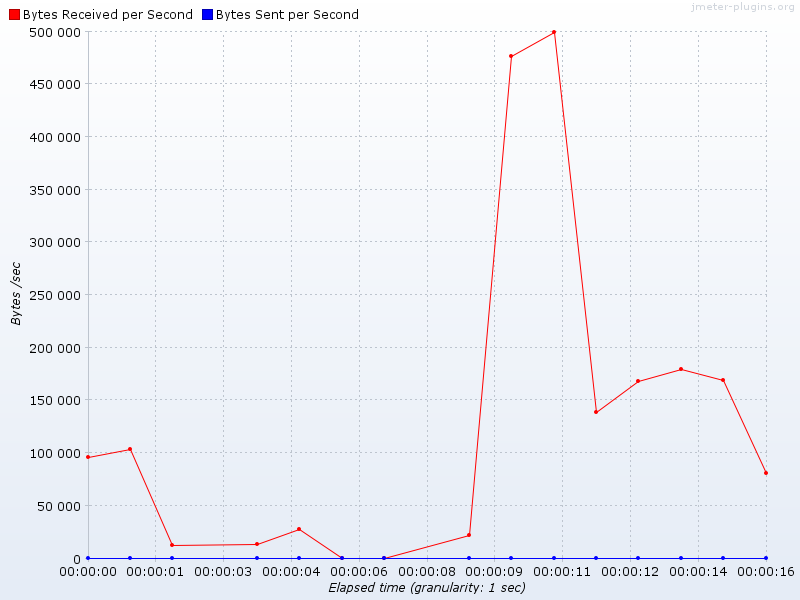 Bytes Received per Second Bytes Sent per Second
jmeter-plugins.org
500 000
450 000
400 000
350 000
300 000
250 000
200 000
150 000
100 000
50 000
0
Bytes /sec
00:00:00 00:00:01 00:00:03 00:00:04 00:00:06 00:00:08 00:00:09 00:00:11 00:00:12 00:00:14 00:00:16
Elapsed time (granularity: 1 sec)